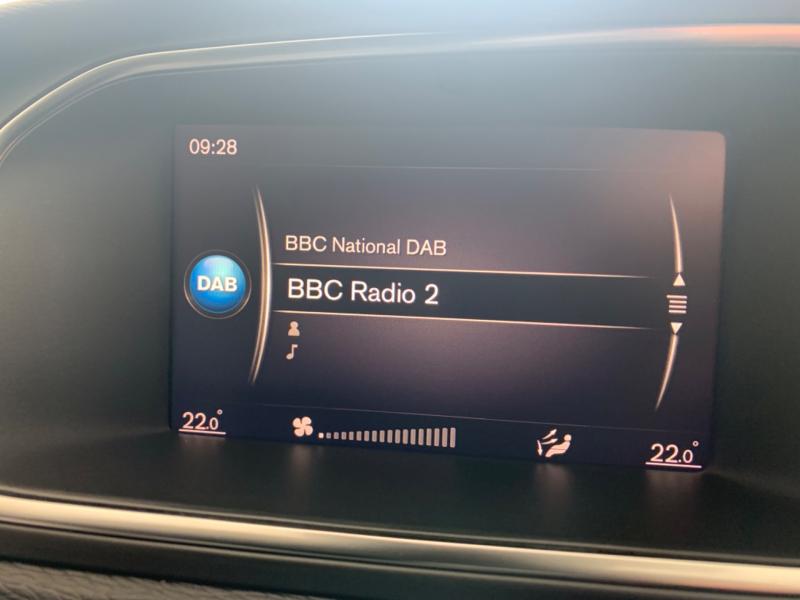 09:28
BBC National DAB
DAB
BBC Radio 2
22.0°
22.0°